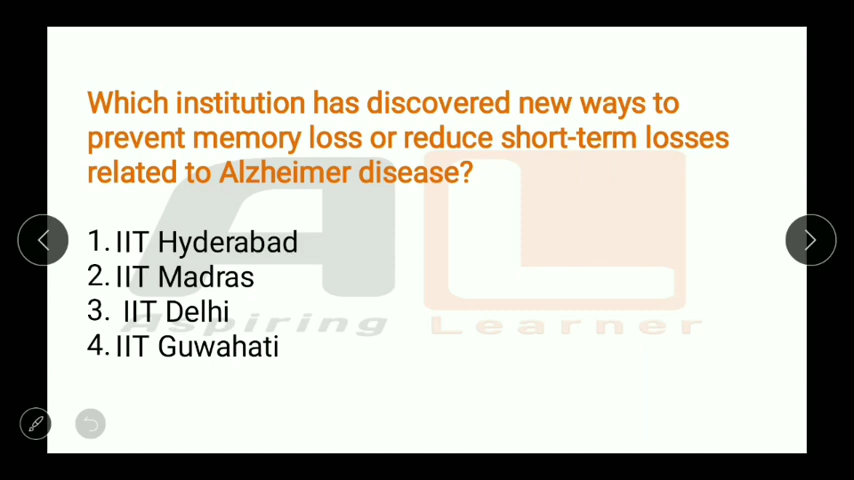 Which institution has discovered new ways to
prevent memory loss or reduce short-term losses
related to Alzheimer disease?
1. IIT Hyderabad
2. IIT Madras
3. IIT Delhi
4. IIT Guwahati
AL
Aspiring Learner